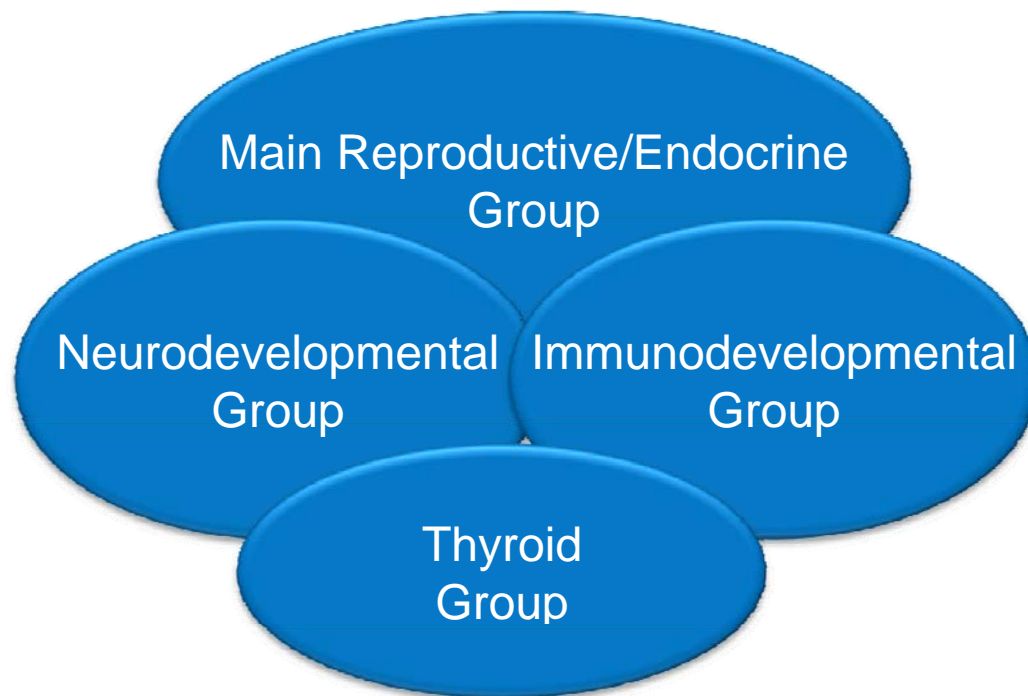 Main Reproductive/Endocrine
Group
Neurodevelopmental
Group
Immunodevelopmental
Group
Thyroid
Group